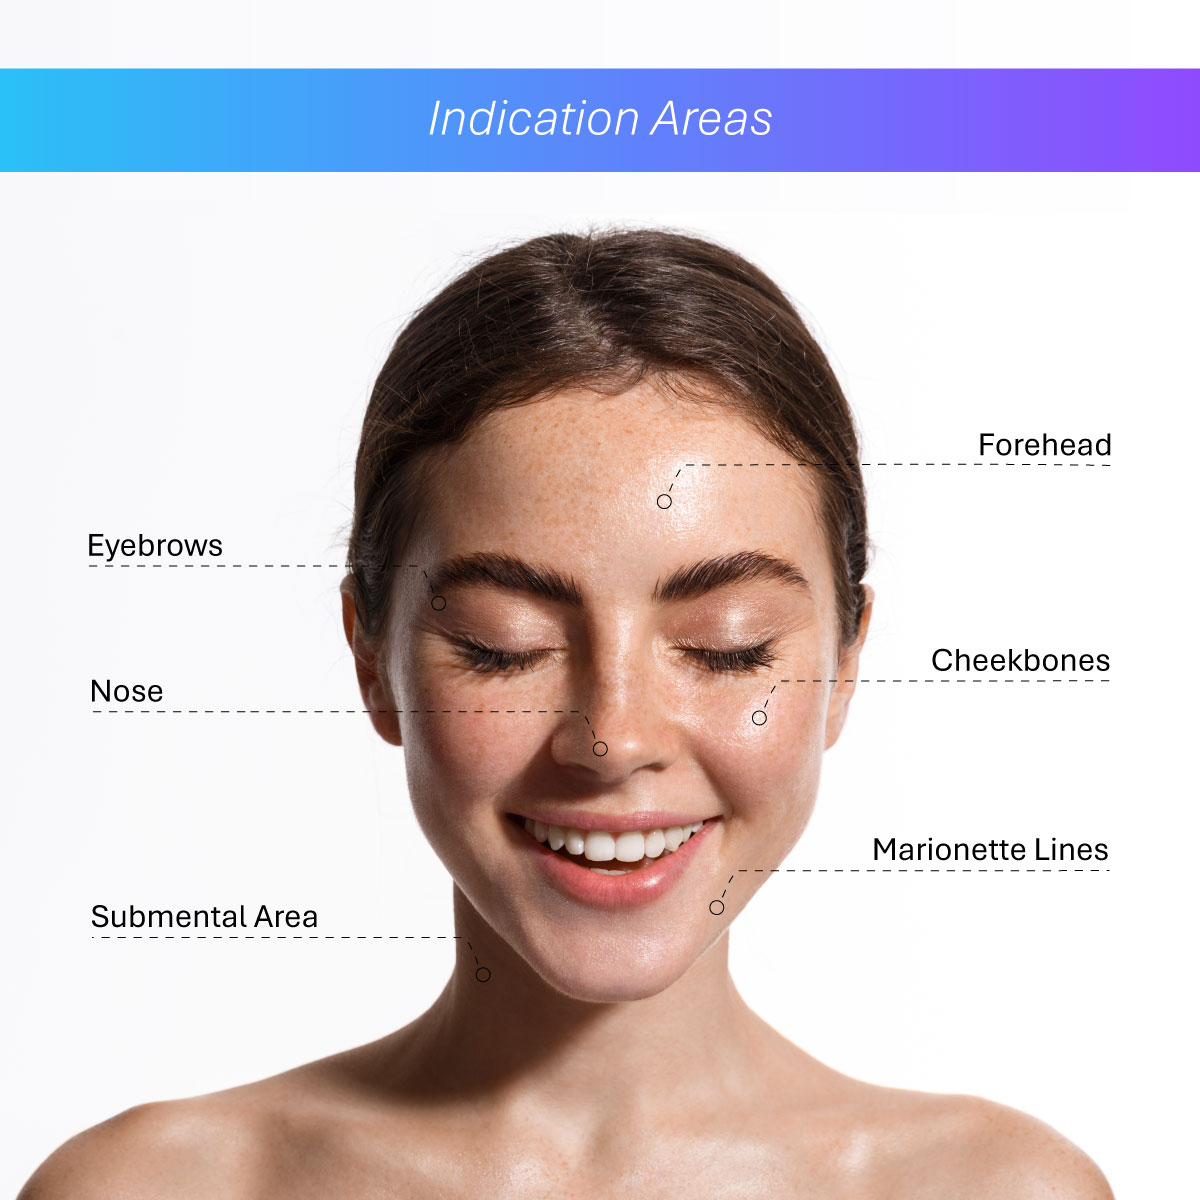 Indication Areas
Forehead
Eyebrows
Cheekbones
Nose
Marionette Lines
Submental Area